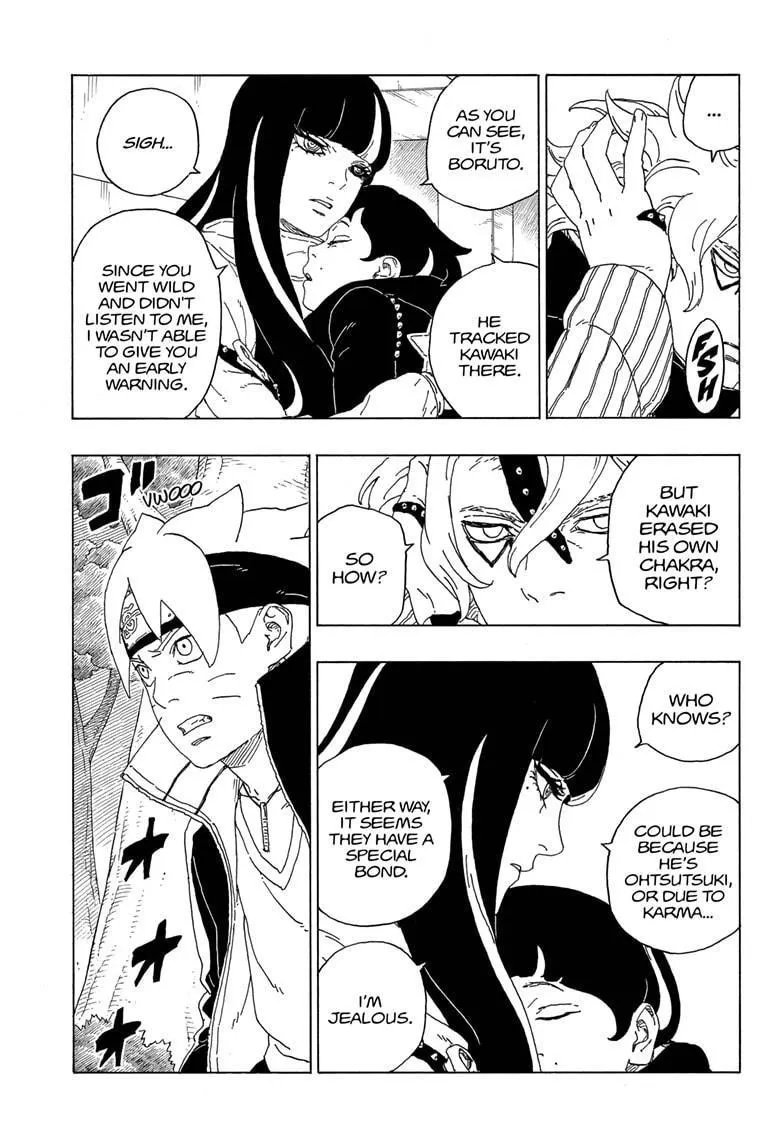 ...
FSH
AS YOU
CAN SEE,
IT'S
BORUTO.
HE
TRACKED
KAWAKI
THERE.
SIGH...
SINCE YOU
WENT WILD
AND DIDN'T
LISTEN TO ME,
I WASN'T ABLE
TO GIVE YOU
AN EARLY
WARNING.
BUT
KAWAKI
ERASED
HIS OWN
CHAKRA,
RIGHT?
SO
HOW?
ゴ
VWOOO
オオオ
WHO
KNOWS?
COULD BE
BECAUSE
HE'S
OHTSUTSUKI,
OR DUE TO
KARMA...
EITHER WAY,
IT SEEMS
THEY HAVE A
SPECIAL
BOND.
I'M
JEALOUS.